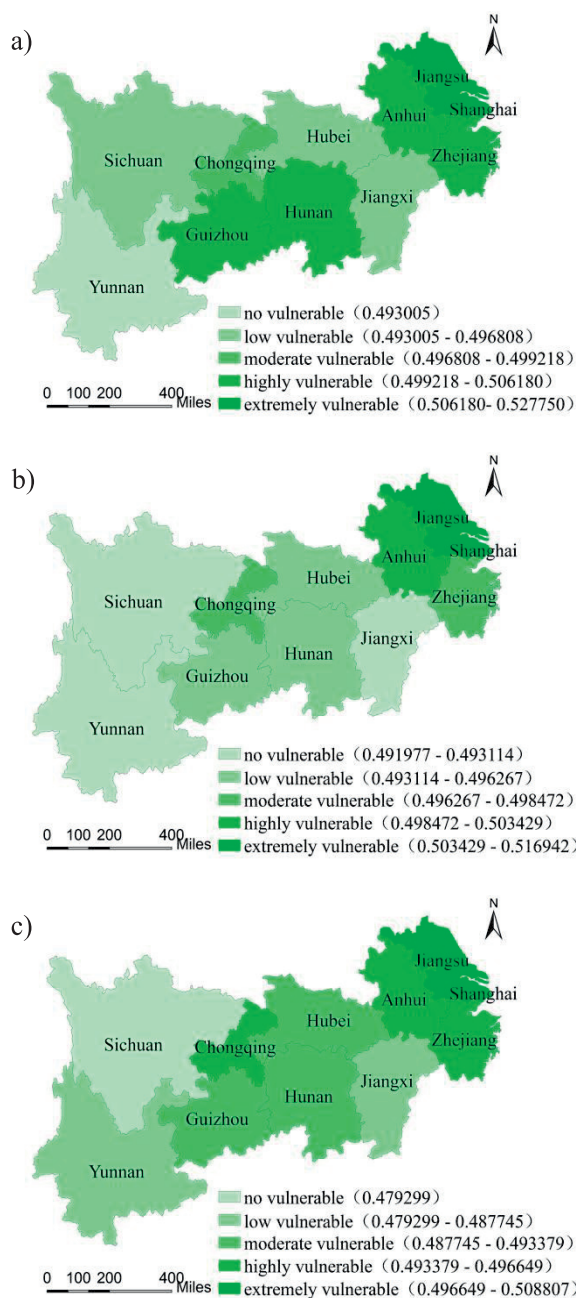 a)
N
Jiangsu
Shanghai
Anhui
Hubei
Sichuan
Chongqing
Zhejiang
Jiangxi
Hunan
Guizhou
Yunnan
no vulnerable（0.493005）
low vulnerable（0.493005 - 0.496808）
moderate vulnerable（0.496808 - 0.499218）
0 100 200 400
Miles
highly vulnerable（0.499218 - 0.506180）
extremely vulnerable（0.506180- 0.527750）
b)
N
Jiangsu
Shanghai
Anhui
Hubei
Sichuan
Chongqing
Zhejiang
Jiangxi
Hunan
Guizhou
Yunnan
no vulnerable（0.491977 - 0.493114）
low vulnerable（0.493114 - 0.496267）
moderate vulnerable（0.496267 - 0.498472）
0 100 200 400
Miles
highly vulnerable（0.498472 - 0.503429）
extremely vulnerable（0.503429 - 0.516942）
c)
N
Jiangsu
Shanghai
Anhui
Hubei
Sichuan
Chongqing
Zhejiang
Jiangxi
Hunan
Guizhou
Yunnan
no vulnerable（0.479299）
low vulnerable（0.479299 - 0.487745）
moderate vulnerable（0.487745 - 0.493379）
0 100 200 400
Miles
highly vulnerable（0.493379 - 0.496649）
extremely vulnerable（0.496649 - 0.508807）